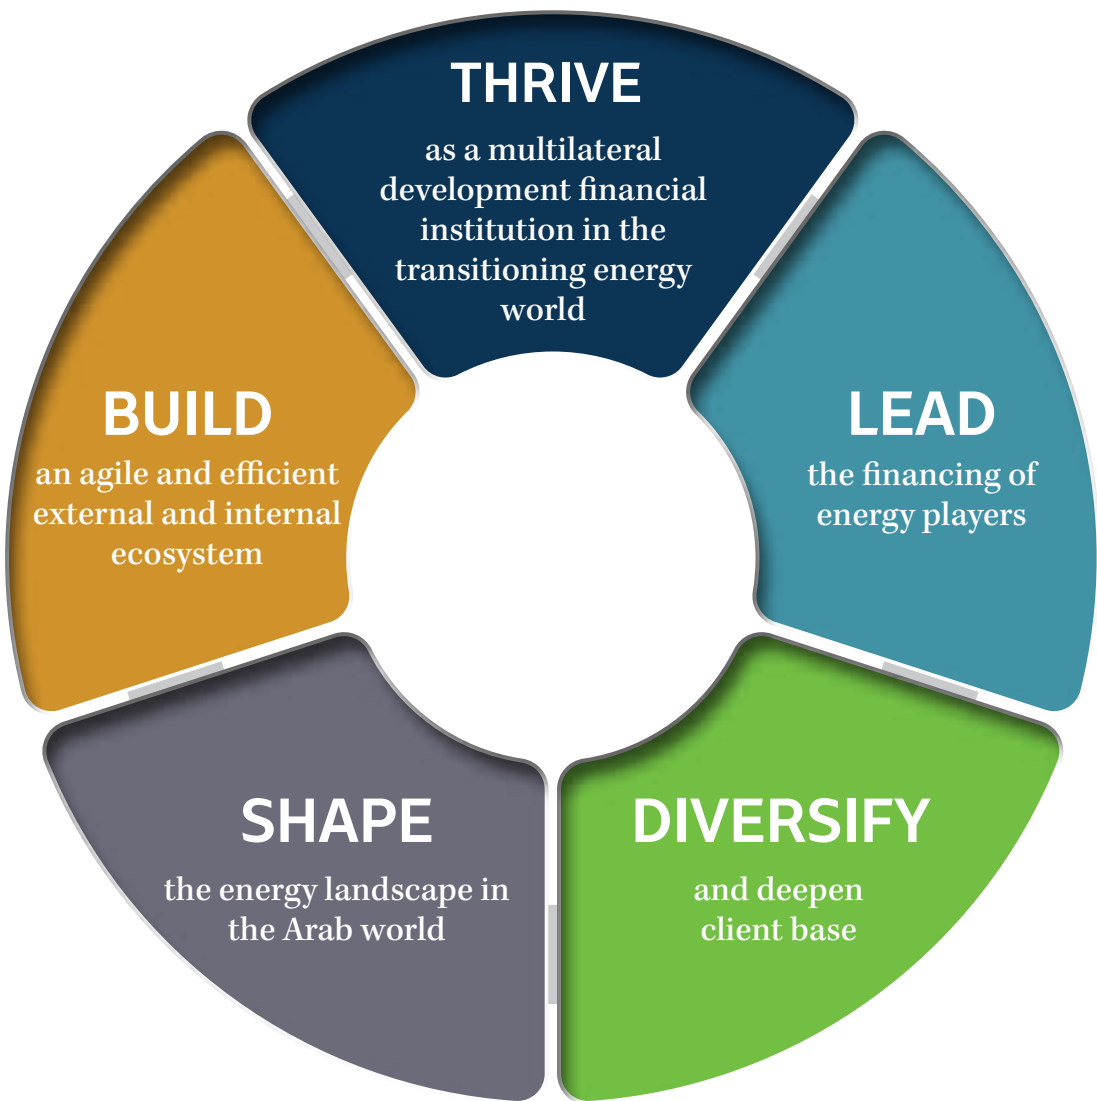 THRIVE
as a multilateral
development financial
institution in the
transitioning energy
world
LEAD
the financing of
energy players
DIVERSIFY
and deepen
client base
SHAPE
the energy landscape in
the Arab world
BUILD
an agile and efficient
external and internal
ecosystem